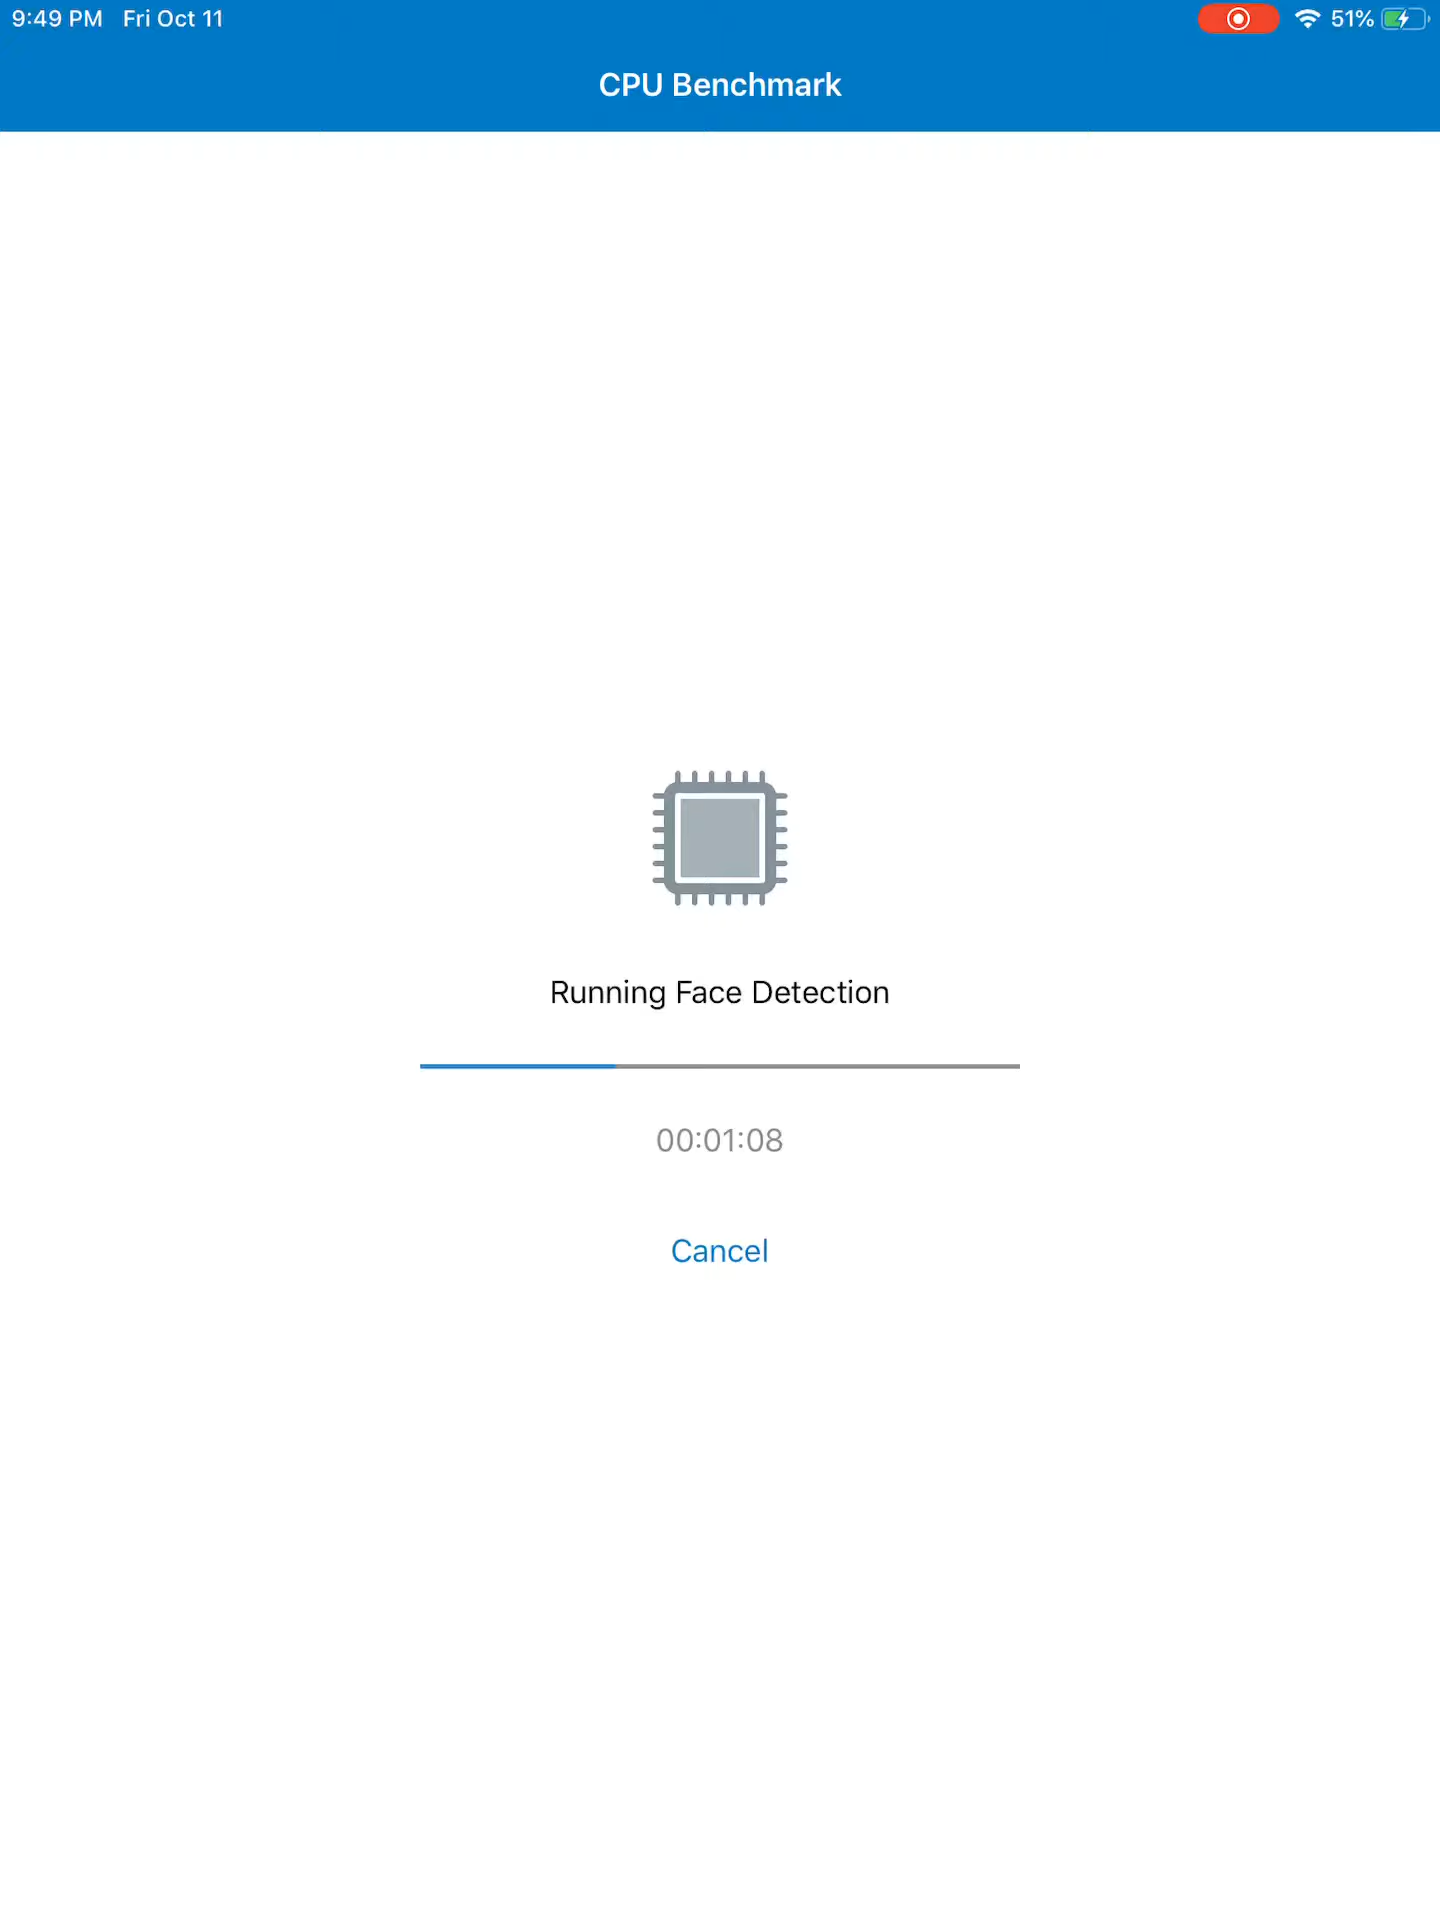 9:49 PM Fri Oct 11 51%
CPU Benchmark
Running Face Detection
00:01:08
Cancel